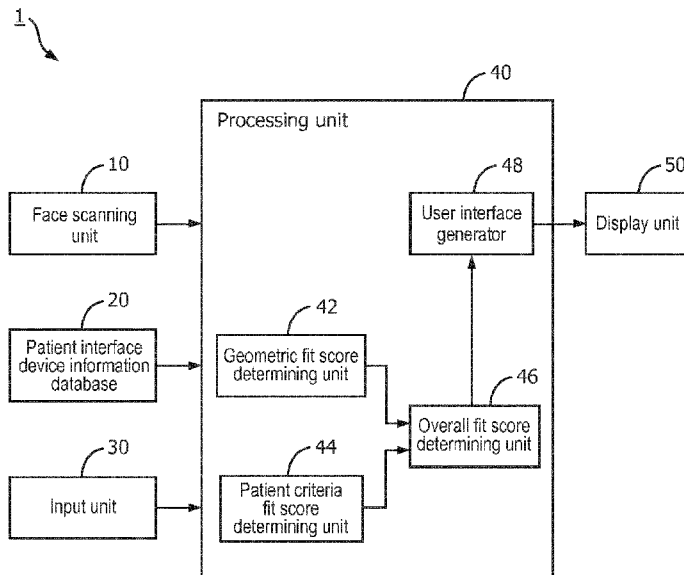 1
40
Processing unit
10
Face scanning
unit
48
User interface
generator
50
Display unit
20
Patient interface
device information
database
42
Geometric fit score
determining unit
46
Overall fit score
determining unit
30
Input unit
44
Patient criteria
fit score
determining unit